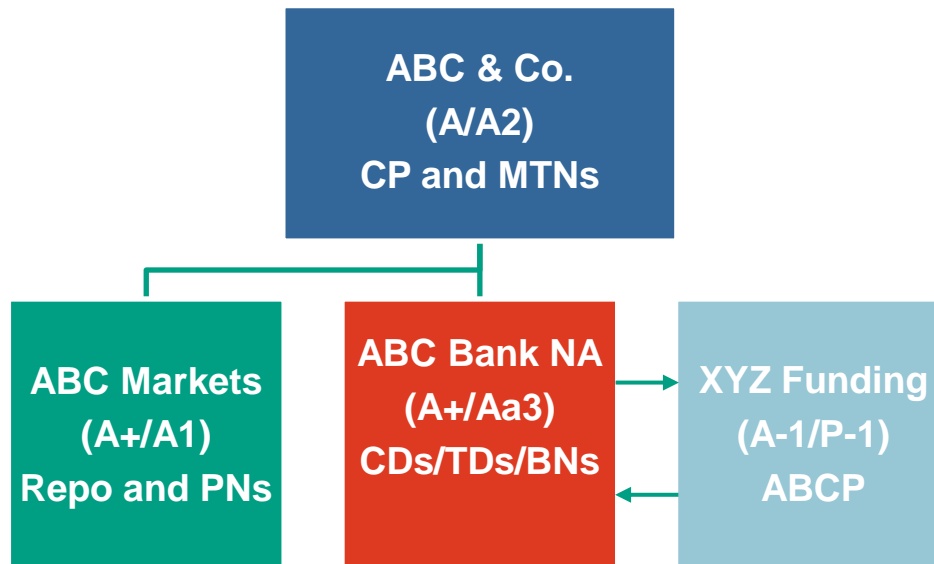 ABC & Co.
(A/A2)
CP and MTNs
ABC Markets
(A+/A1)
Repo and PNs
ABC Bank NA
(A+/Aa3)
CDs/TDs/BNs
XYZ Funding
(A-1/P-1)
ABCP